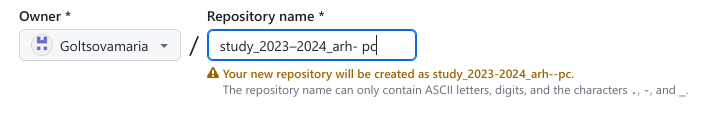 Owner * Repository name *
Goltsovamaria / study_2023–2024_arh- pc
Your new repository will be created as study_2023-2024_arh--pc.
The repository name can only contain ASCII letters, digits, and the characters ., -, and _.